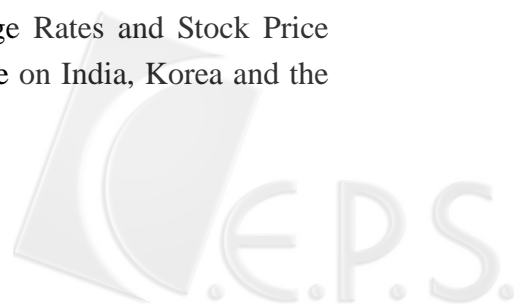 ge Rates and Stock Price
e on India, Korea and the
C.E.P.S.